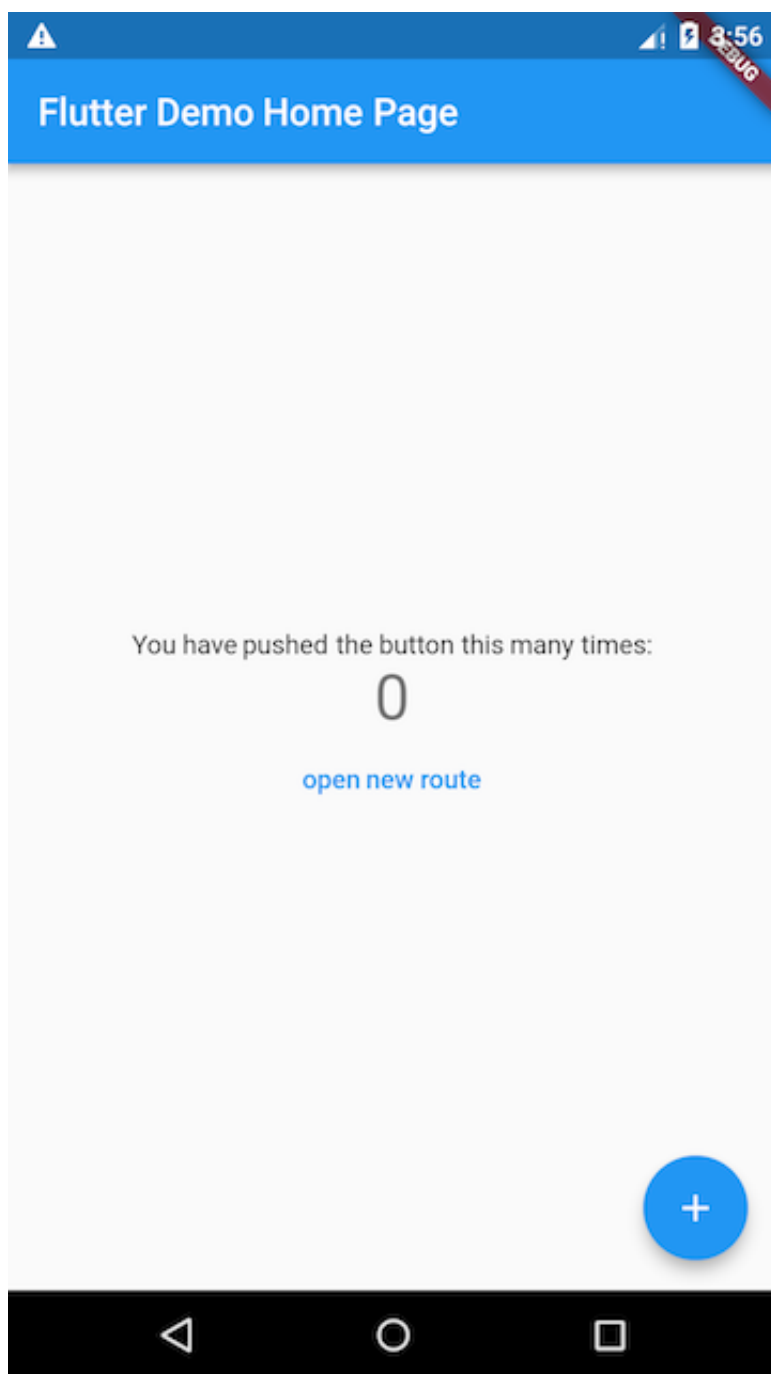 3:56
DEBUG
Flutter Demo Home Page
You have pushed the button this many times:
0
open new route
+